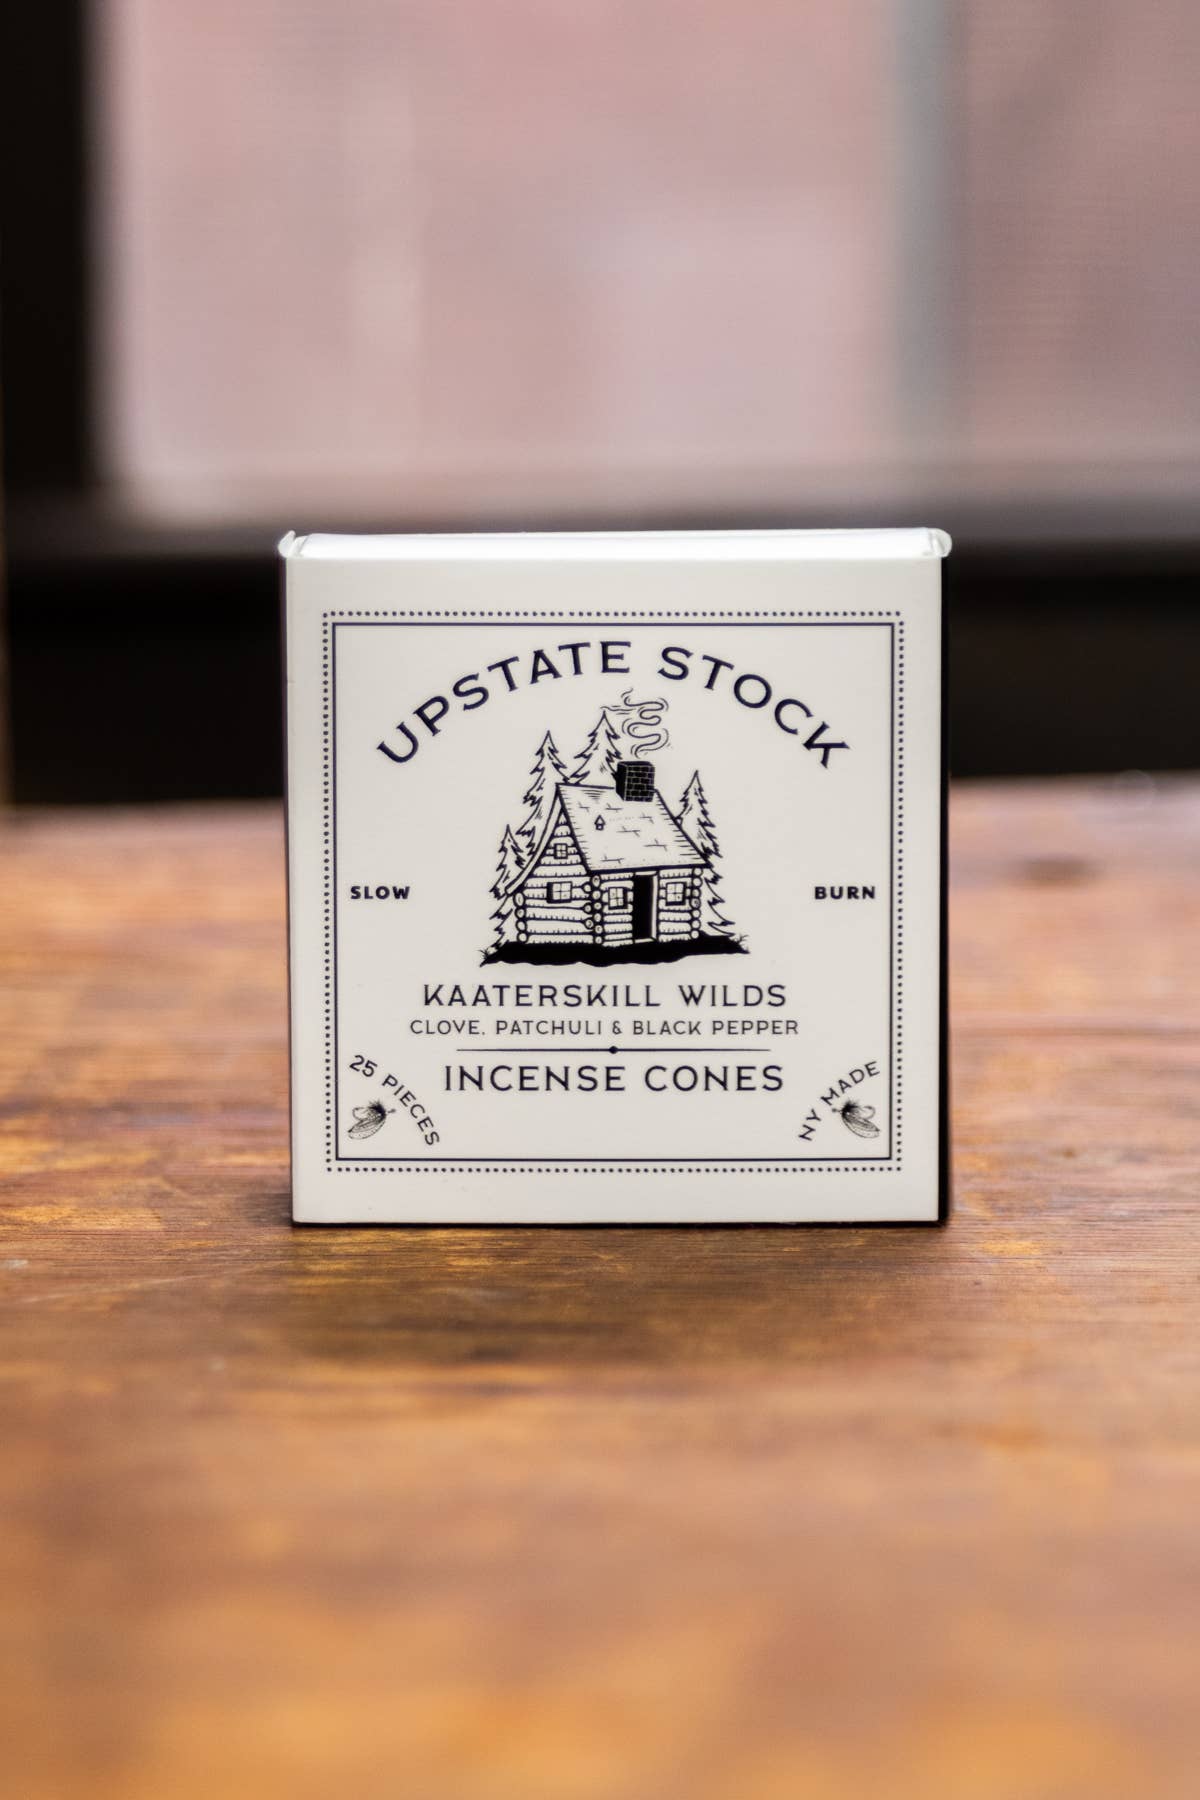 UPSTATE STOCK
SLOW
BURN
KAATERSKILL WILDS
CLOVE, PATCHULI & BLACK PEPPER
INCENSE CONES
25 PIECES
NY MADE